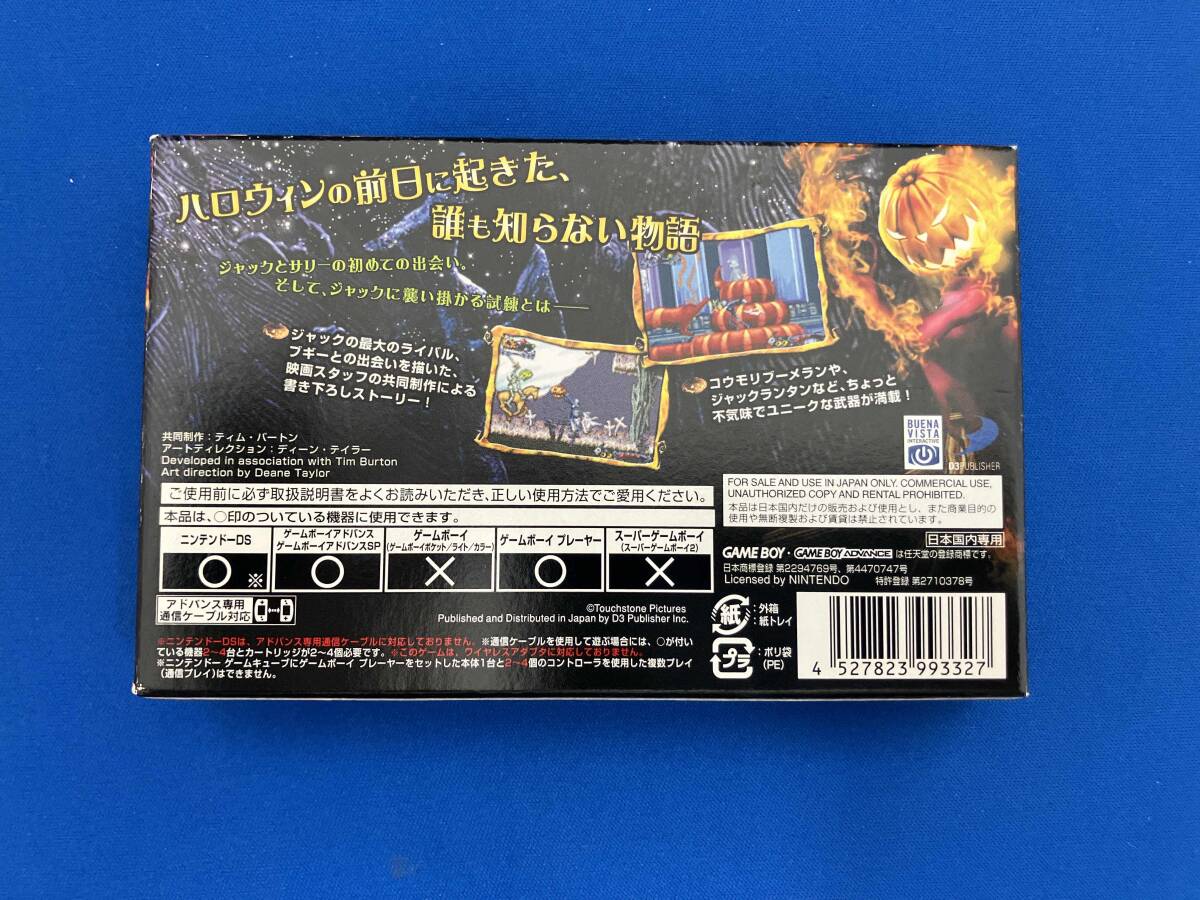 ハロウィンの前日に起きた、
誰も知らない物語
ジャックとサリーの初めての出会い。
そして、ジャックに襲い掛かる試練とは――
ジャックの最大のライバル、
ブギーとの出会いを描いた、
映画スタッフの共同制作による
書き下ろしストーリー！
コウモリブーメランや、
ジャックランタンなど、ちょっと
不気味でユニークな武器が満載！
共同制作：ティム・バートン
アートディレクション：ディーン・テイラー
Developed in association with Tim Burton
Art direction by Deane Taylor
BUENA
VISTA
INTERACTIVE
D3PUBLISHER
ご使用前に必ず取扱説明書をよくお読みいただき、正しい使用方法でご愛用ください。
本品は、○印のついている機器に使用できます。
ニンテンドーDS
ゲームボーイアドバンス
ゲームボーイアドバンスSP
ゲームボーイ
(ゲームボーイポケット/ライト/カラー)
ゲームボーイ プレーヤー
スーパーゲームボーイ
(スーパーゲームボーイ2)
○※
○
×
○
×
FOR SALE AND USE IN JAPAN ONLY. COMMERCIAL USE,
UNAUTHORIZED COPY AND RENTAL PROHIBITED.
本品は日本国内だけの販売および使用とし、また商業目的の
使用や無断複製および賃貸は禁止されています。
日本国内専用
GAME BOY・GAME BOY ADVANCE は任天堂の登録商標です。
日本商標登録 第2294769号、第4470747号
Licensed by NINTENDO 特許登録 第2710378号
アドバンス専用
通信ケーブル対応
©Touchstone Pictures
Published and Distributed in Japan by D3 Publisher Inc.
※ニンテンドーDSは、アドバンス専用通信ケーブルに対応しておりません。※通信ケーブルを使用して遊ぶ場合には、○が付いて
いる機器2〜4台とカートリッジが2〜4個必要です。※このゲームは、ワイヤレスアダプタに対応しておりません。
※ニンテンドー ゲームキューブにゲームボーイ プレーヤーをセットした本体1台と2〜4個のコントローラを使用した複数プレイ
(通信プレイ)はできません。
紙
：外箱
：紙トレイ
プラ
：ポリ袋
(PE)
4 527823 993327